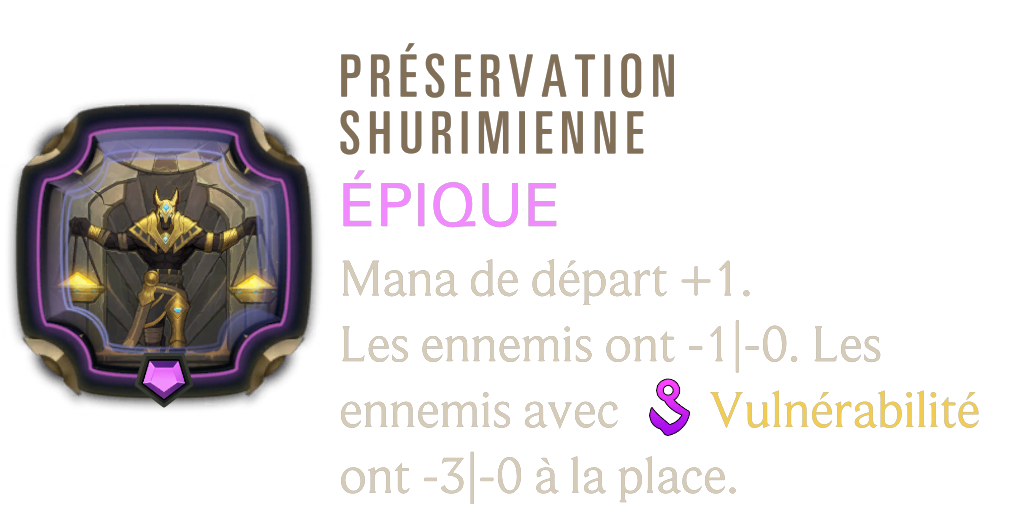 PRÉSERVATION
SHURIMIENNE
ÉPIQUE
Mana de départ +1.
Les ennemis ont -1|-0. Les
ennemis avec Vulnérabilité
ont -3|-0 à la place.